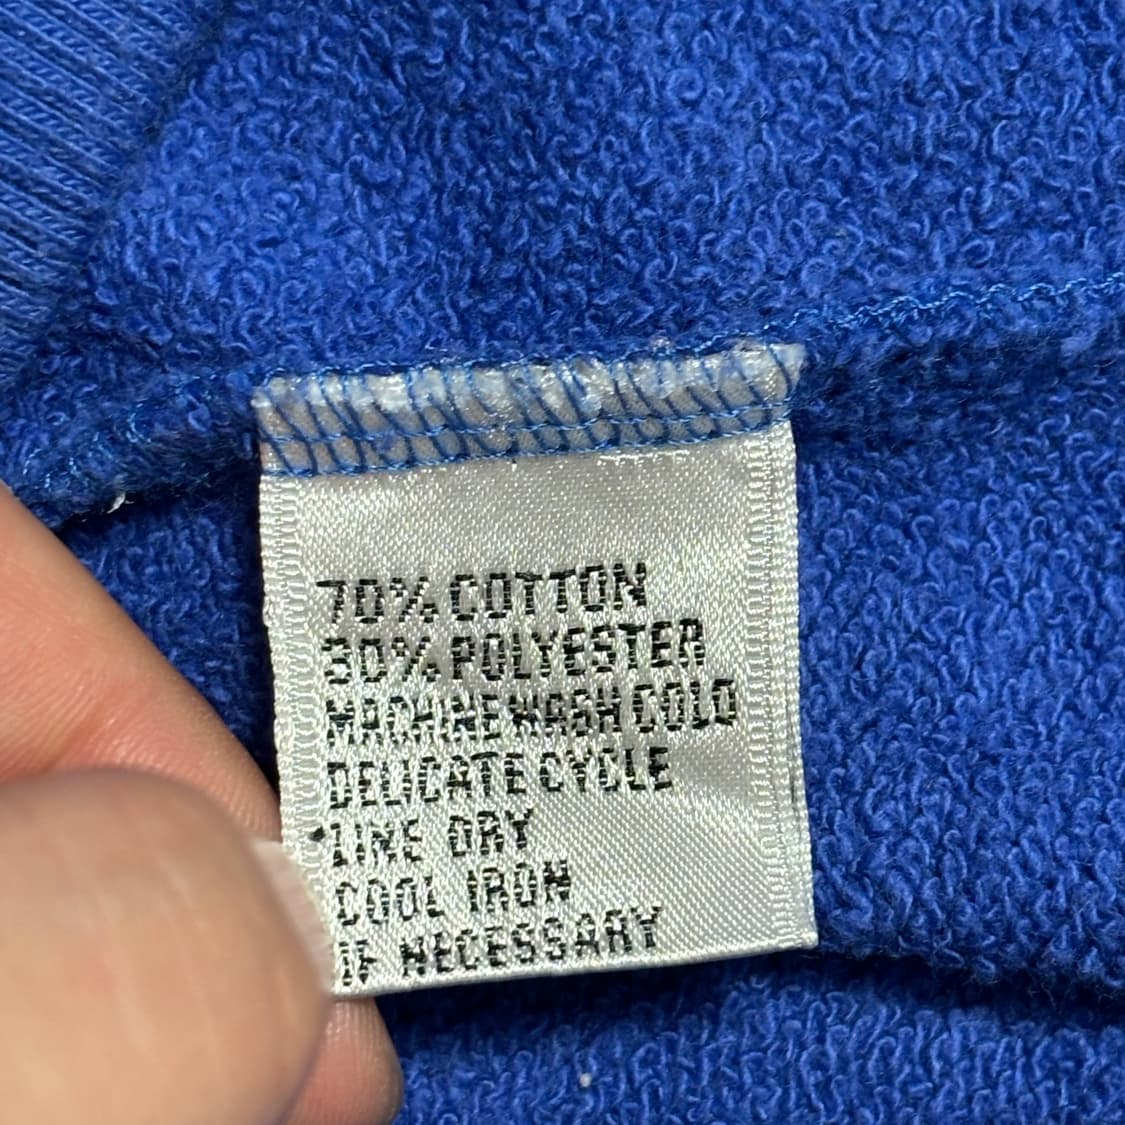 70% COTTON
30% POLYESTER
MACHINE WASH COLD
DELICATE CYCLE
LINE DRY
COOL IRON
IF NECESSARY